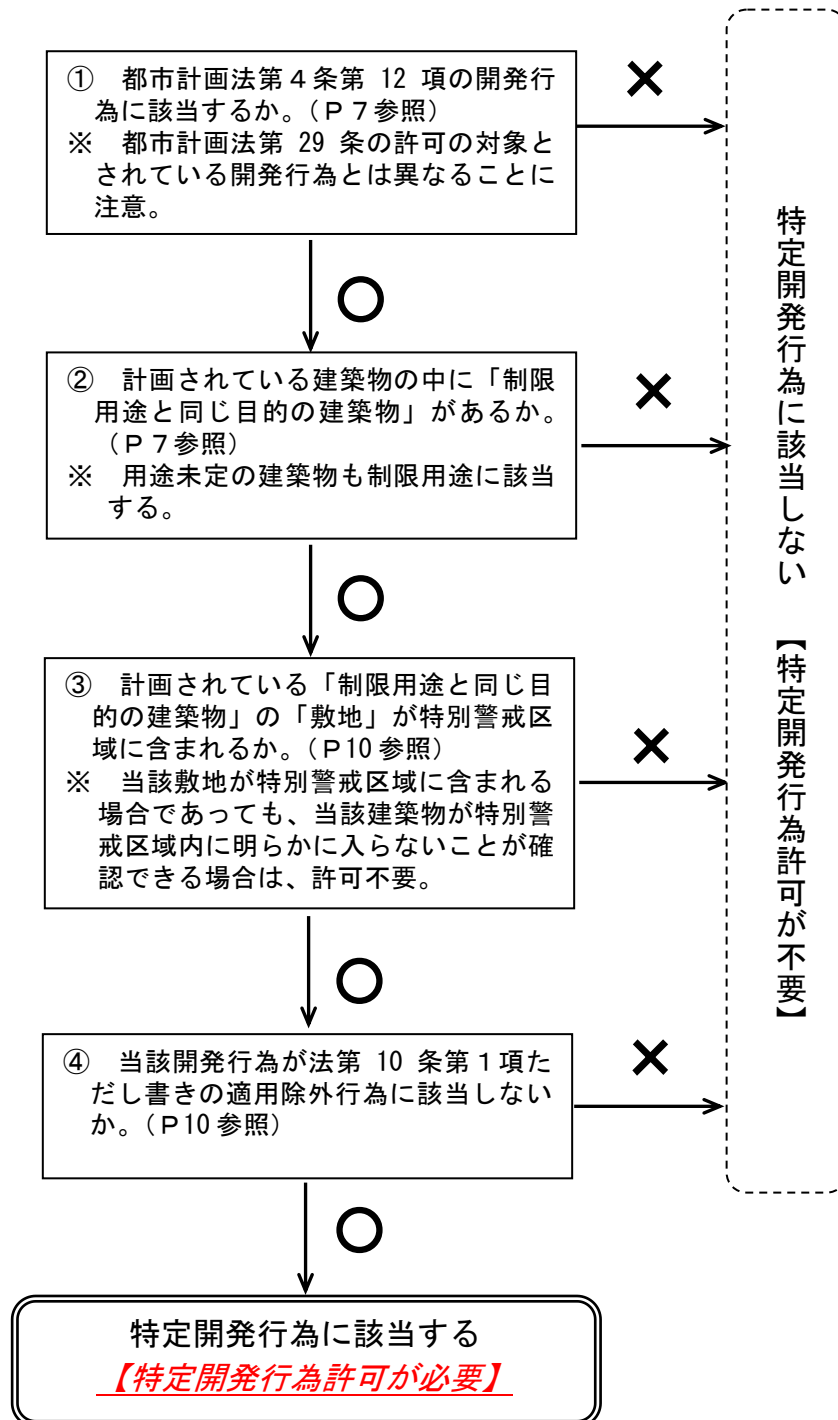 ① 都市計画法第４条第 12 項の開発行
為に該当するか。（Ｐ７参照）
※ 都市計画法第 29 条の許可の対象と
されている開発行為とは異なることに
注意。
×
○
② 計画されている建築物の中に「制限
用途と同じ目的の建築物」があるか。
（Ｐ７参照）
※ 用途未定の建築物も制限用途に該当
する。
×
○
③ 計画されている「制限用途と同じ目
的の建築物」の「敷地」が特別警戒区
域に含まれるか。（Ｐ10 参照）
※ 当該敷地が特別警戒区域に含まれる
場合であっても、当該建築物が特別警
戒区域内に明らかに入らないことが確
認できる場合は、許可不要。
×
○
④ 当該開発行為が法第 10 条第１項た
だし書きの適用除外行為に該当しない
か。（Ｐ10 参照）
×
○
特定開発行為に該当しない 【特定開発行為許可が不要】
特定開発行為に該当する
【特定開発行為許可が必要】